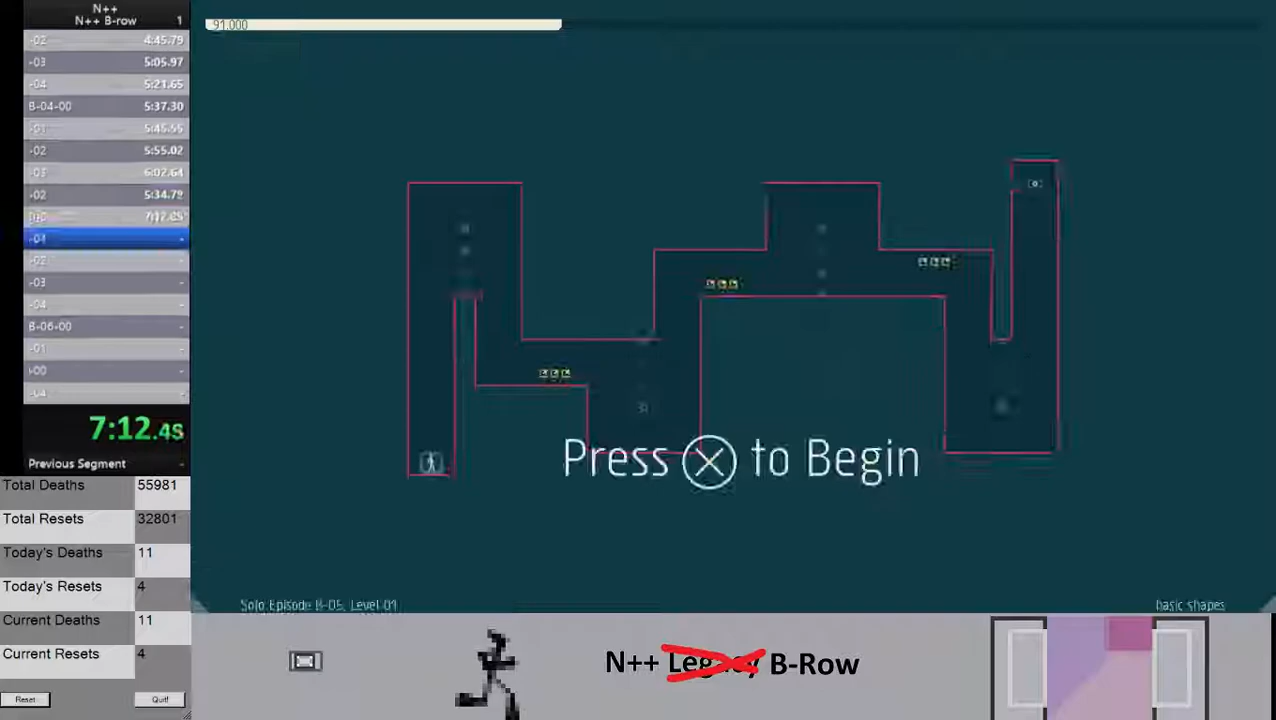 N++
N++ B-row 1
-02 4:45.79
-03 5:05.97
-04 5:21.65
B-04-00 5:37.30
-01 5:45.55
-02 5:55.02
-03 6:02.64
-02 5:34.79
-01 -
-02 -
-03 -
-04 -
B-06-00 -
-01 -
-00 -
-04 -
7:12.48
Previous Segment -
Total Deaths 55981
Total Resets 32801
Today's Deaths 11
Today's Resets 4
Current Deaths 11
Current Resets 4
Reset Quit!
91.000
Press X to Begin
Solo Episode B-05, Level 01
basic shapes
N++ Legacy B-Row